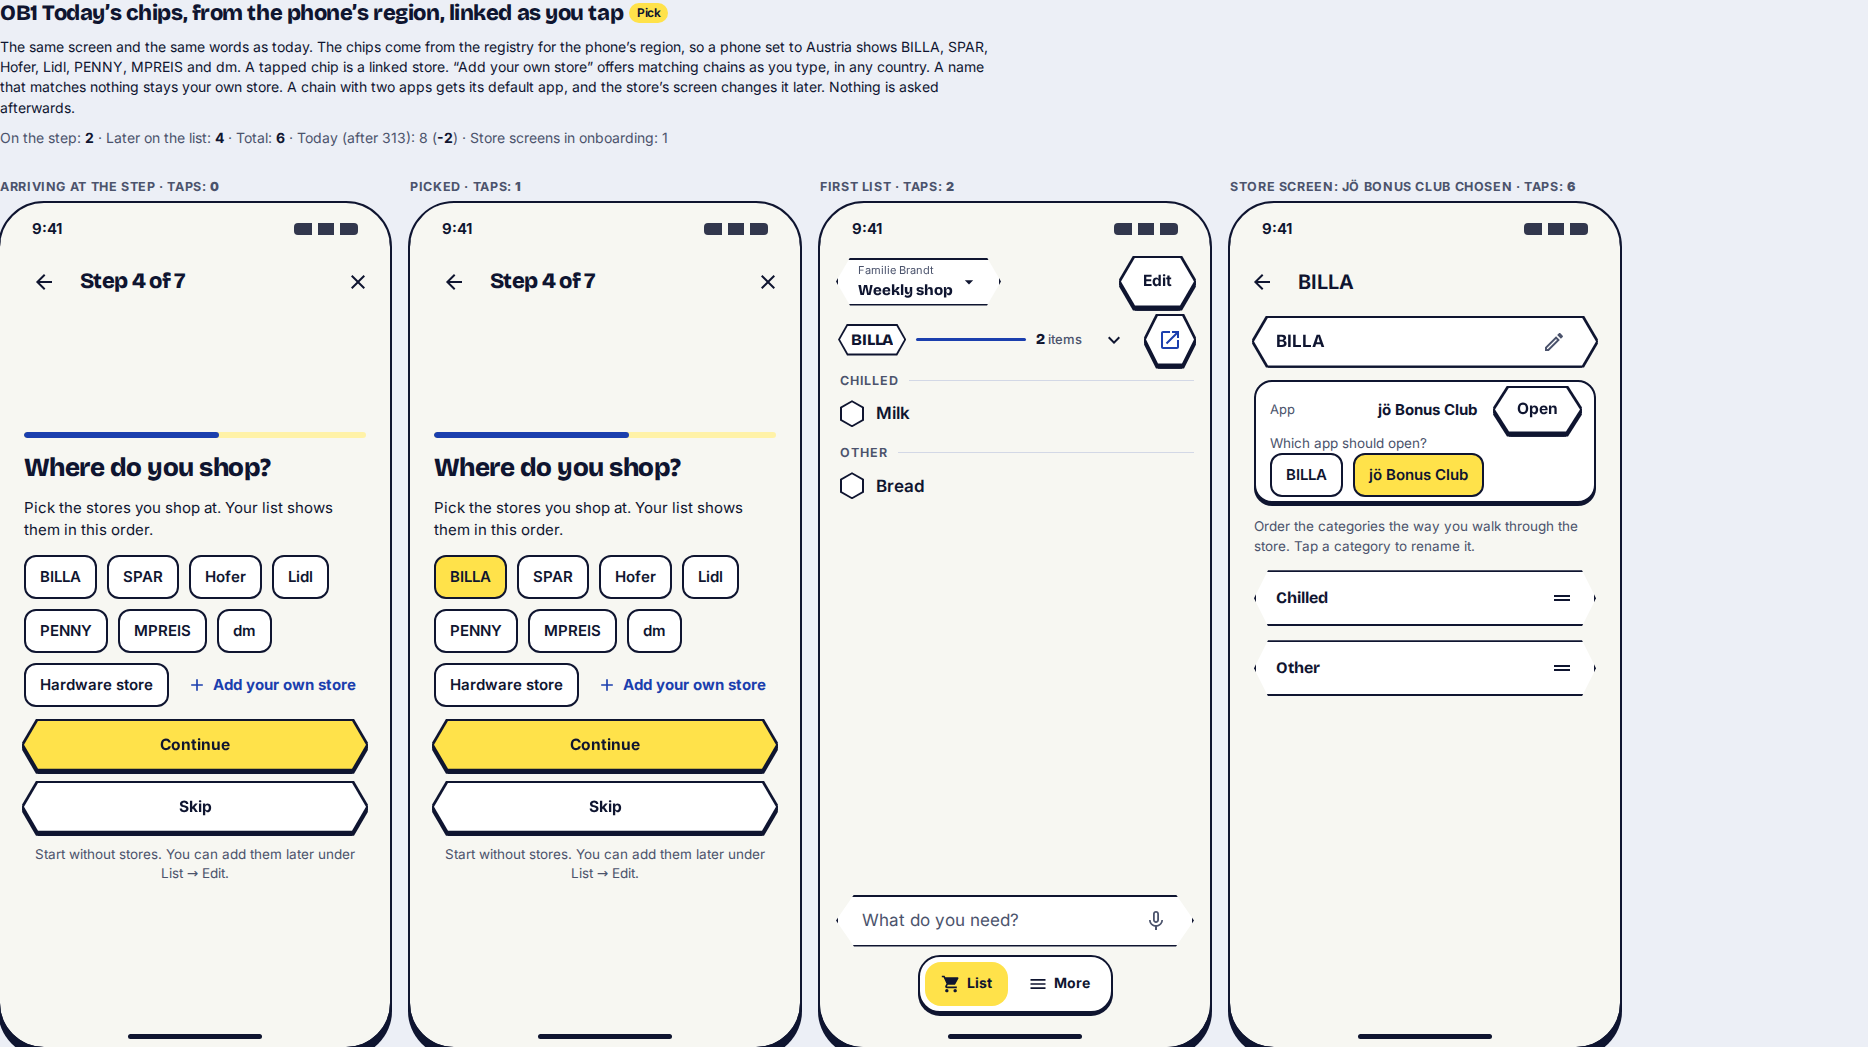 OB1 Today's chips, from the phone's region, linked as you tap Pick
The same screen and the same words as today. The chips come from the registry for the phone's region, so a phone set to Austria shows BILLA, SPAR,
Hofer, Lidl, PENNY, MPREIS and dm. A tapped chip is a linked store. “Add your own store” offers matching chains as you type, in any country. A name
that matches nothing stays your own store. A chain with two apps gets its default app, and the store's screen changes it later. Nothing is asked
afterwards.
On the step: 2 · Later on the list: 4 · Total: 6 · Today (after 313): 8 (-2) · Store screens in onboarding: 1
ARRIVING AT THE STEP · TAPS: 0
9:41
Step 4 of 7
Where do you shop?
Pick the stores you shop at. Your list shows
them in this order.
BILLA SPAR Hofer Lidl
PENNY MPREIS dm
Hardware store + Add your own store
Continue
Skip
Start without stores. You can add them later under
List → Edit.
PICKED · TAPS: 1
9:41
Step 4 of 7
Where do you shop?
Pick the stores you shop at. Your list shows
them in this order.
BILLA SPAR Hofer Lidl
PENNY MPREIS dm
Hardware store + Add your own store
Continue
Skip
Start without stores. You can add them later under
List → Edit.
FIRST LIST · TAPS: 2
9:41
Familie Brandt
Weekly shop
Edit
BILLA 2 items
CHILLED
Milk
OTHER
Bread
What do you need?
List More
STORE SCREEN: JÖ BONUS CLUB CHOSEN · TAPS: 6
9:41
BILLA
BILLA
App jö Bonus Club Open
Which app should open?
BILLA jö Bonus Club
Order the categories the way you walk through the
store. Tap a category to rename it.
Chilled
Other